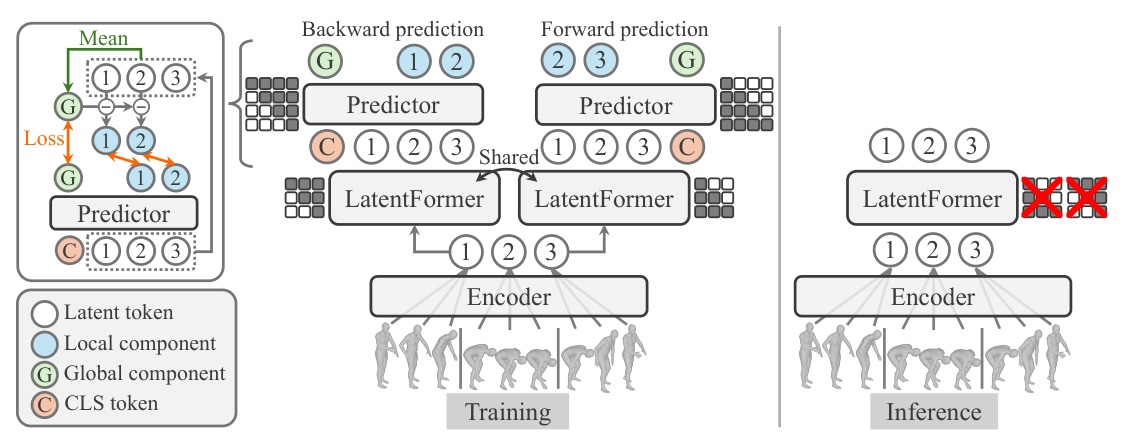 Mean
1 2 3
G
1 2
Loss
G 1 2
Predictor
C 1 2 3
Latent token
Local component
G Global component
C CLS token
Backward prediction
G 1 2
Predictor
C 1 2 3
LatentFormer
Forward prediction
2 3 G
Predictor
1 2 3 C
Shared
LatentFormer
1 2 3
Encoder
Training
1 2 3
LatentFormer
1 2 3
Encoder
Inference